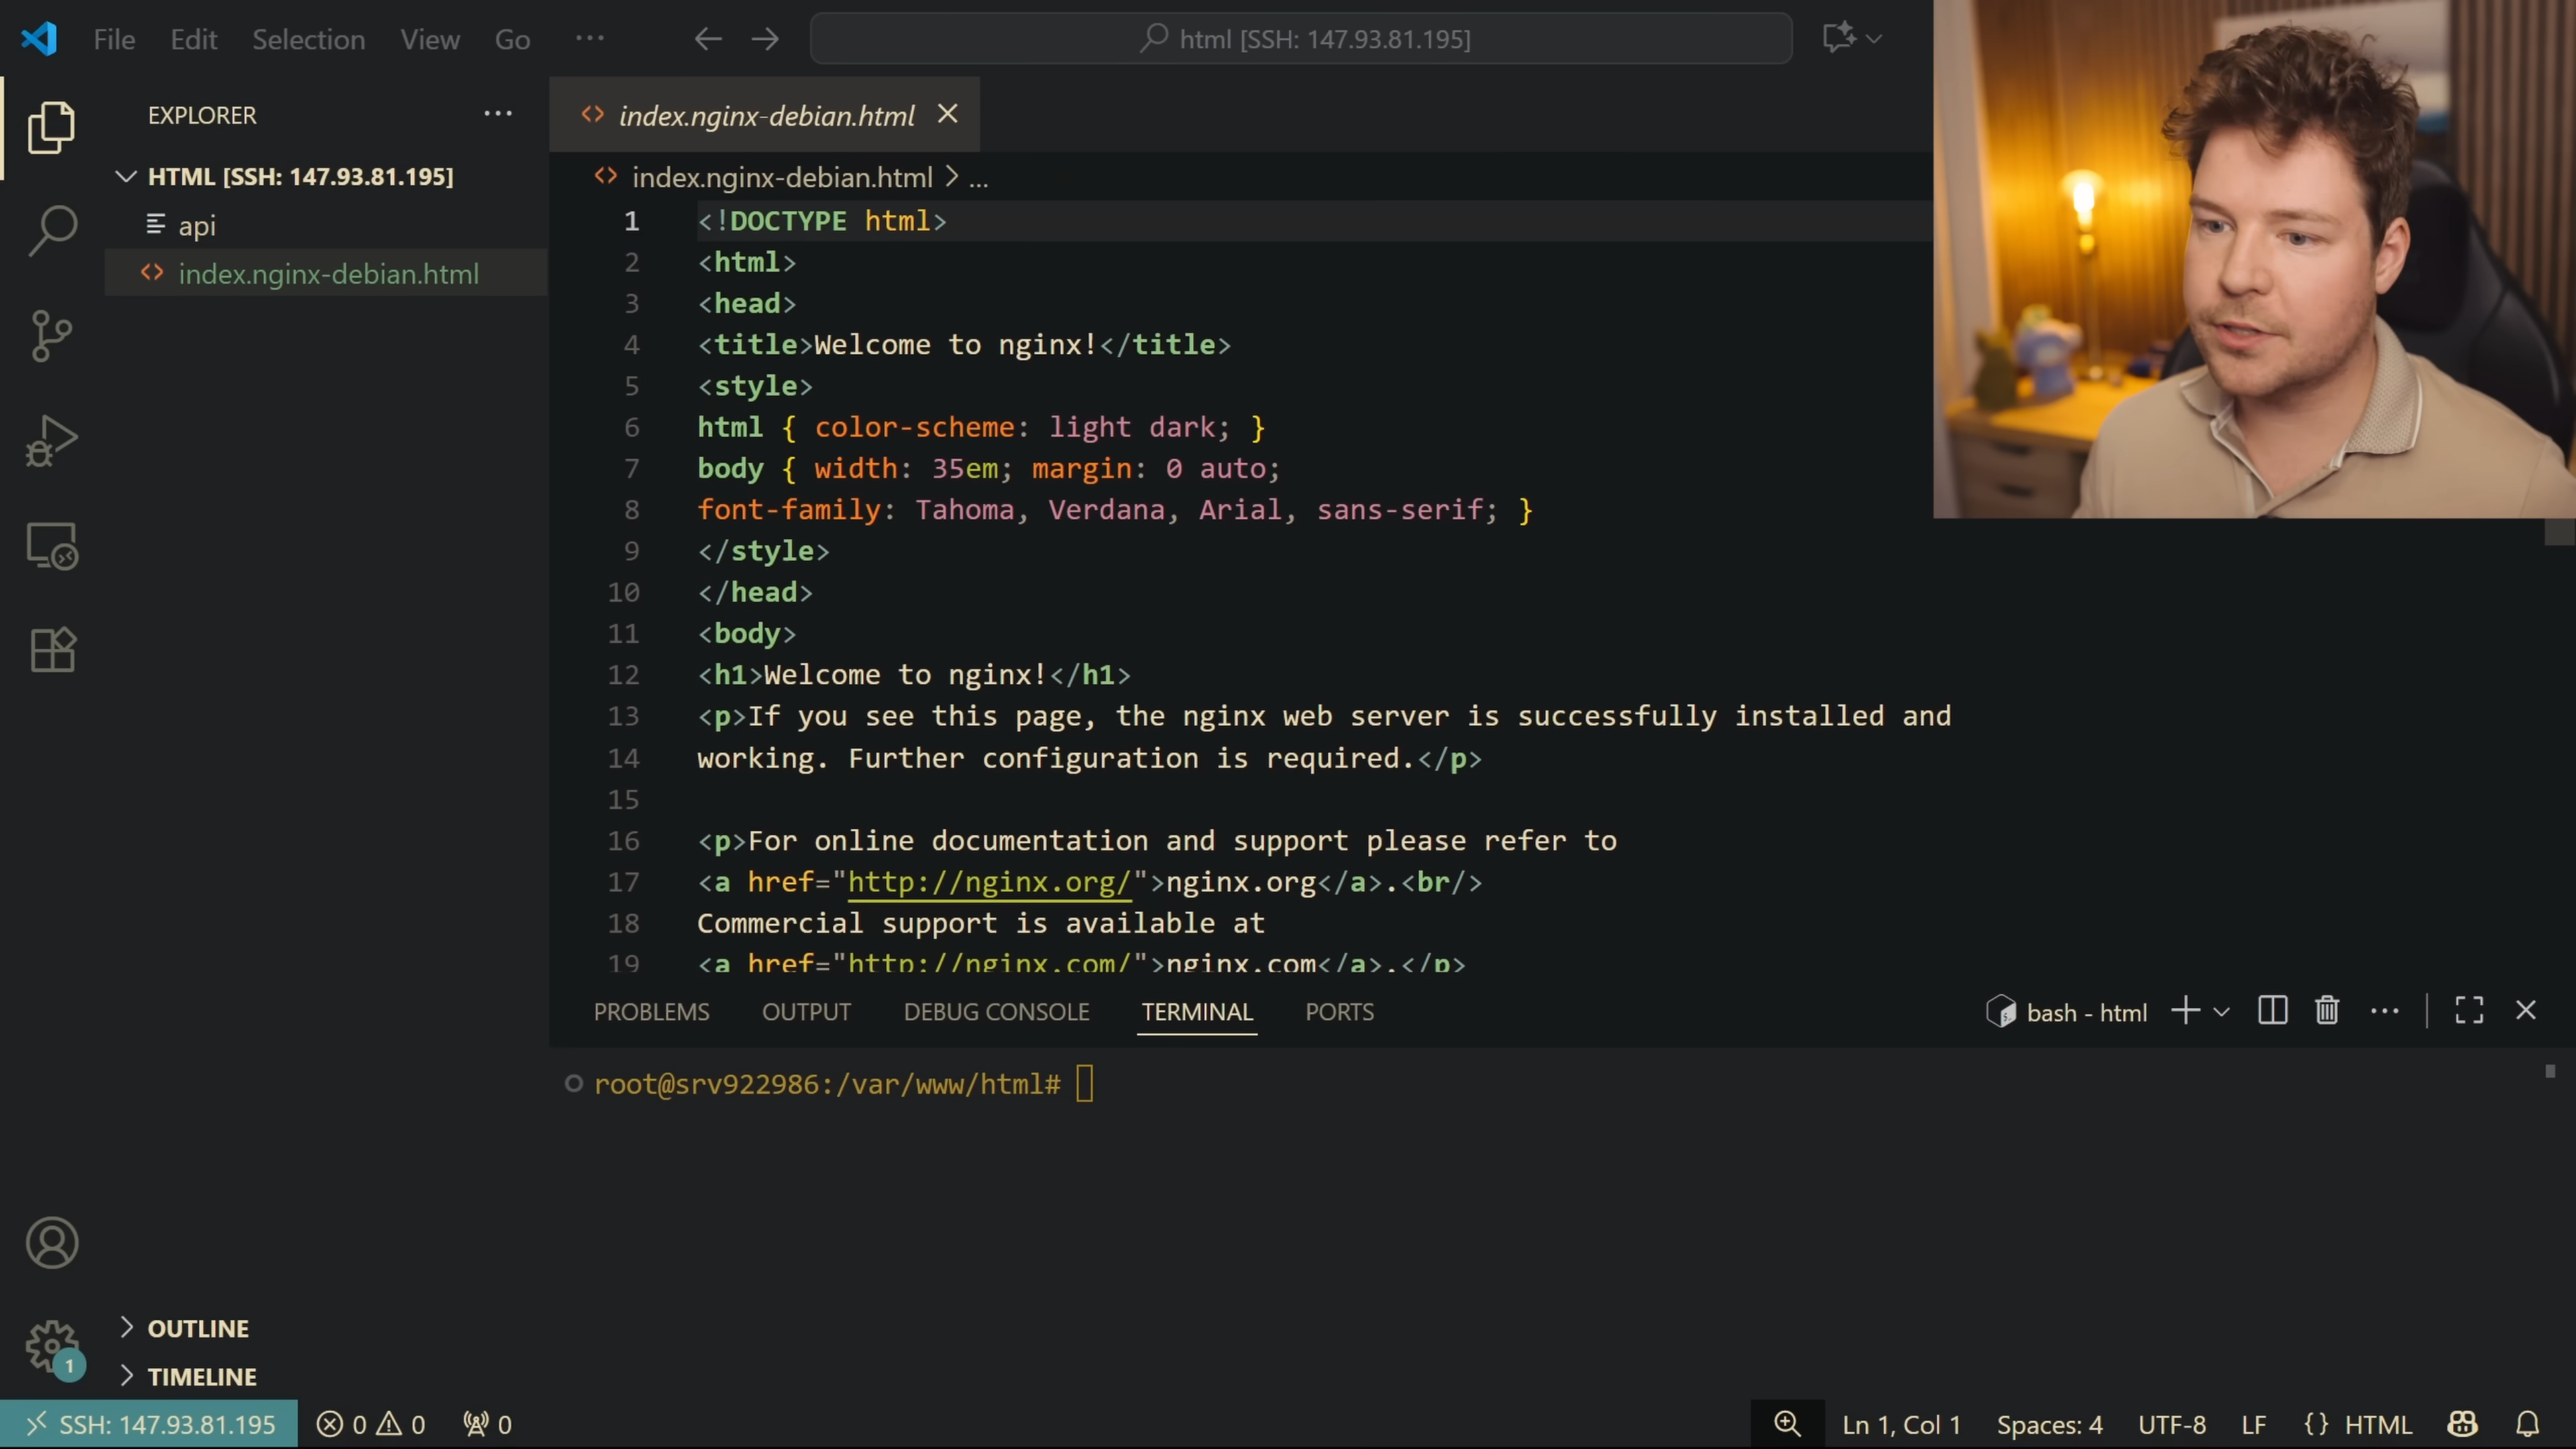 File Edit Selection View Go ...
html [SSH: 147.93.81.195]
EXPLORER
HTML [SSH: 147.93.81.195]
api
index.nginx-debian.html
index.nginx-debian.html
index.nginx-debian.html > ...
1 <!DOCTYPE html>
2 <html>
3 <head>
4 <title>Welcome to nginx!</title>
5 <style>
6 html { color-scheme: light dark; }
7 body { width: 35em; margin: 0 auto;
8 font-family: Tahoma, Verdana, Arial, sans-serif; }
9 </style>
10 </head>
11 <body>
12 <h1>Welcome to nginx!</h1>
13 <p>If you see this page, the nginx web server is successfully installed and
14 working. Further configuration is required.</p>
15
16 <p>For online documentation and support please refer to
17 <a href="http://nginx.org/">nginx.org</a>.<br/>
18 Commercial support is available at
19 <a href="http://nginx.com/">nginx.com</a>.</p>
PROBLEMS OUTPUT DEBUG CONSOLE TERMINAL PORTS
bash - html
root@srv922986:/var/www/html#
OUTLINE
1
TIMELINE
SSH: 147.93.81.195 0 0 0
Ln 1, Col 1 Spaces: 4 UTF-8 LF {} HTML